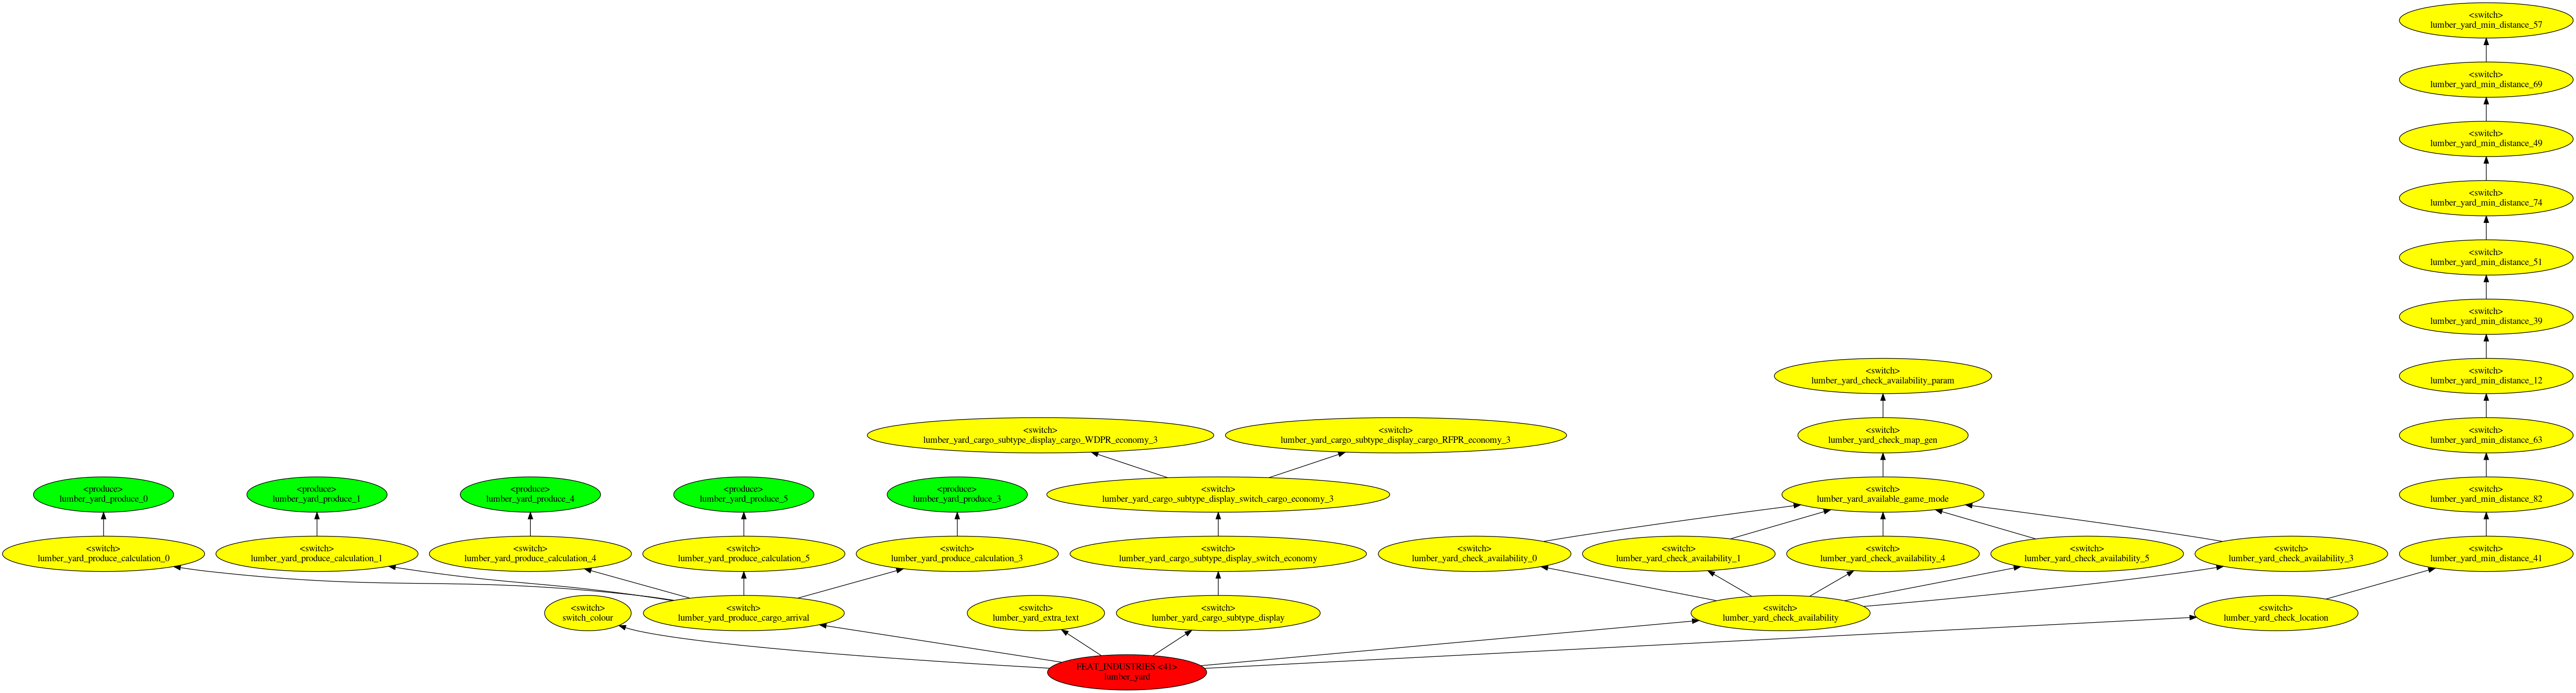 <switch>
lumber_yard_min_distance_57
<switch>
lumber_yard_min_distance_69
<switch>
lumber_yard_min_distance_49
<switch>
lumber_yard_min_distance_74
<switch>
lumber_yard_min_distance_51
<switch>
lumber_yard_min_distance_39
<switch>
lumber_yard_check_availability_param
<switch>
lumber_yard_min_distance_12
<switch>
lumber_yard_cargo_subtype_display_cargo_WDPR_economy_3
<switch>
lumber_yard_cargo_subtype_display_cargo_RFPR_economy_3
<switch>
lumber_yard_check_map_gen
<switch>
lumber_yard_min_distance_63
<produce>
lumber_yard_produce_0
<produce>
lumber_yard_produce_1
<produce>
lumber_yard_produce_4
<produce>
lumber_yard_produce_5
<produce>
lumber_yard_produce_3
<switch>
lumber_yard_cargo_subtype_display_switch_cargo_economy_3
<switch>
lumber_yard_available_game_mode
<switch>
lumber_yard_min_distance_82
<switch>
lumber_yard_produce_calculation_0
<switch>
lumber_yard_produce_calculation_1
<switch>
lumber_yard_produce_calculation_4
<switch>
lumber_yard_produce_calculation_5
<switch>
lumber_yard_produce_calculation_3
<switch>
lumber_yard_cargo_subtype_display_switch_economy
<switch>
lumber_yard_check_availability_0
<switch>
lumber_yard_check_availability_1
<switch>
lumber_yard_check_availability_4
<switch>
lumber_yard_check_availability_5
<switch>
lumber_yard_check_availability_3
<switch>
lumber_yard_min_distance_41
<switch>
switch_colour
<switch>
lumber_yard_produce_cargo_arrival
<switch>
lumber_yard_extra_text
<switch>
lumber_yard_cargo_subtype_display
<switch>
lumber_yard_check_availability
<switch>
lumber_yard_check_location
FEAT_INDUSTRIES <41>
lumber_yard